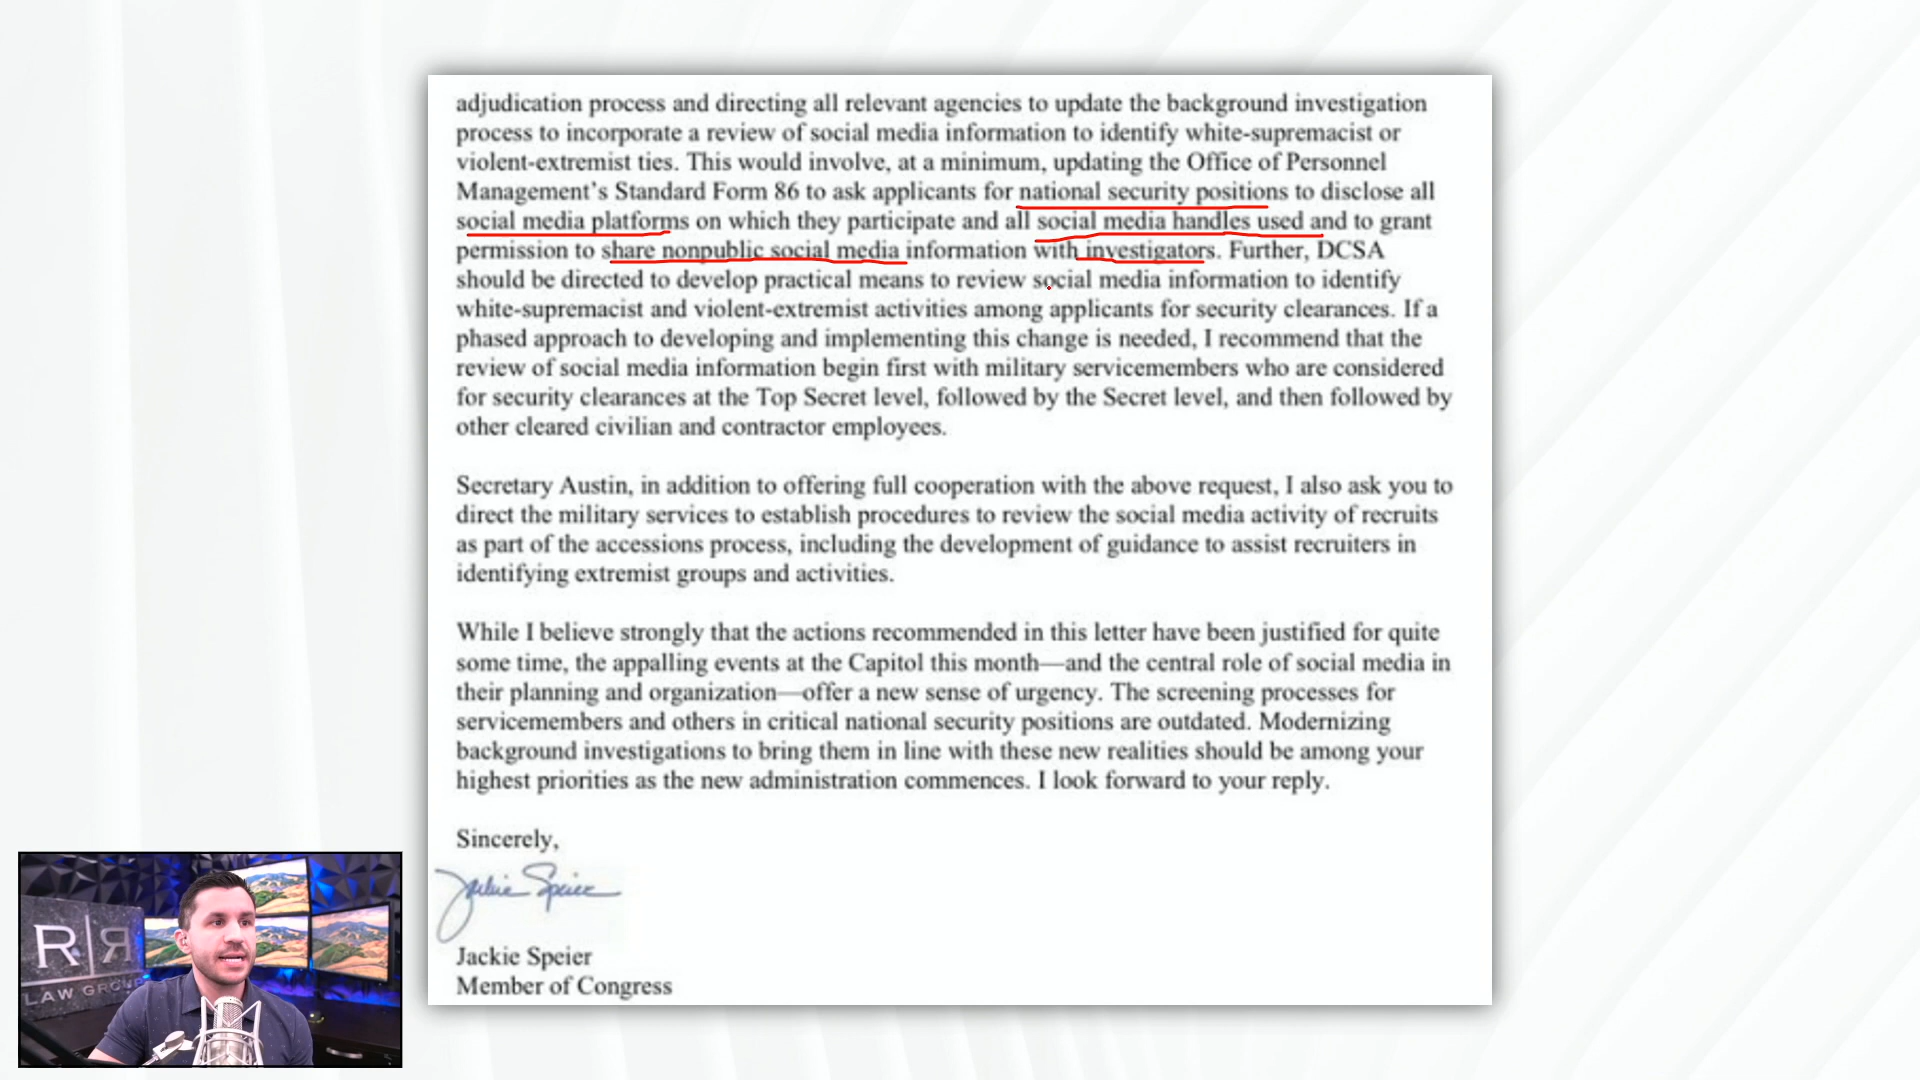 adjudication process and directing all relevant agencies to update the background investigation
process to incorporate a review of social media information to identify white-supremacist or
violent-extremist ties. This would involve, at a minimum, updating the Office of Personnel
Management's Standard Form 86 to ask applicants for national security positions to disclose all
social media platforms on which they participate and all social media handles used and to grant
permission to share nonpublic social media information with investigators. Further, DCSA
should be directed to develop practical means to review social media information to identify
white-supremacist and violent-extremist activities among applicants for security clearances. If a
phased approach to developing and implementing this change is needed, I recommend that the
review of social media information begin first with military servicemembers who are considered
for security clearances at the Top Secret level, followed by the Secret level, and then followed by
other cleared civilian and contractor employees.
Secretary Austin, in addition to offering full cooperation with the above request, I also ask you to
direct the military services to establish procedures to review the social media activity of recruits
as part of the accessions process, including the development of guidance to assist recruiters in
identifying extremist groups and activities.
While I believe strongly that the actions recommended in this letter have been justified for quite
some time, the appalling events at the Capitol this month—and the central role of social media in
their planning and organization—offer a new sense of urgency. The screening processes for
servicemembers and others in critical national security positions are outdated. Modernizing
background investigations to bring them in line with these new realities should be among your
highest priorities as the new administration commences. I look forward to your reply.
Sincerely,
Jackie Speier
Jackie Speier
Member of Congress
R|R
LAW GROUP